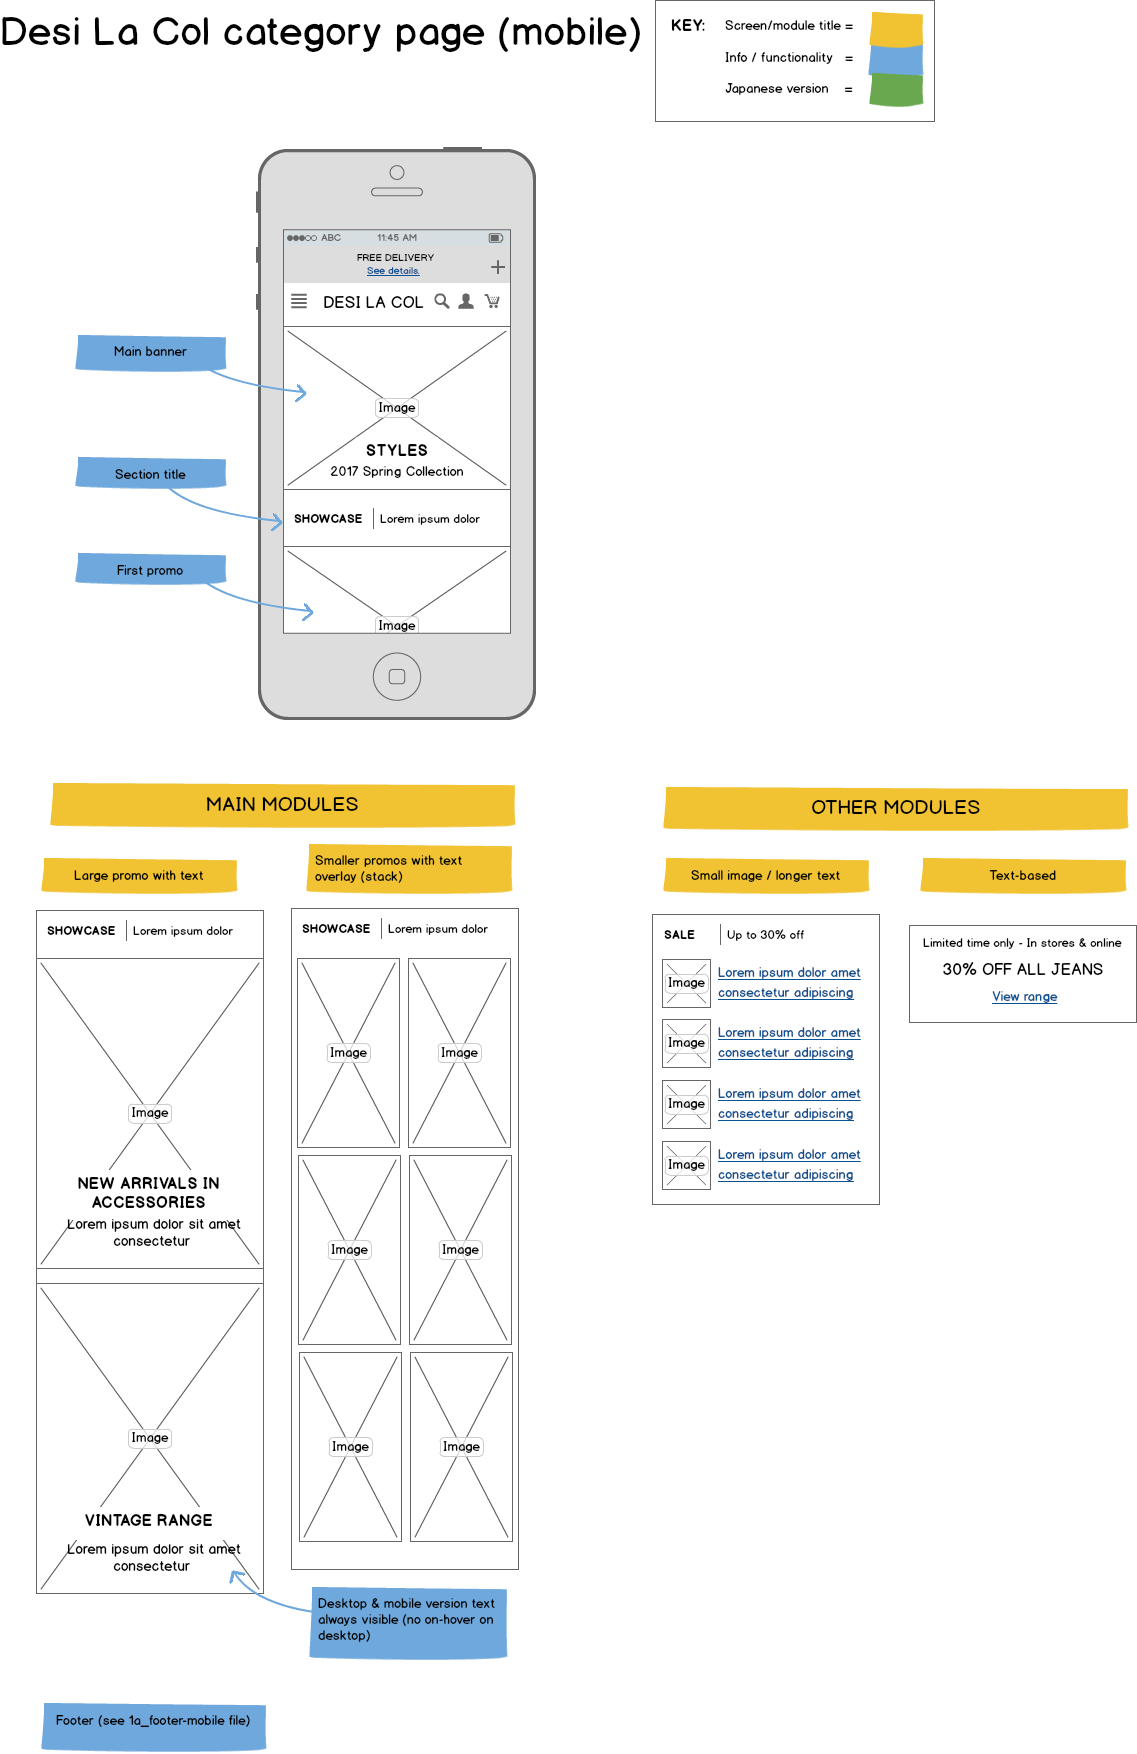 Desi La Col category page (mobile)
KEY:
Screen/module title =
Info / functionality =
Japanese version =
ABC
11:45 AM
FREE DELIVERY
See details.
DESI LA COL
Main banner
Image
STYLES
2017 Spring Collection
Section title
SHOWCASE
Lorem ipsum dolor
First promo
Image
MAIN MODULES
Large promo with text
SHOWCASE
Lorem ipsum dolor
Image
NEW ARRIVALS IN
ACCESSORIES
Lorem ipsum dolor sit amet
consectetur
Image
VINTAGE RANGE
Lorem ipsum dolor sit amet
consectetur
Smaller promos with text
overlay (stack)
SHOWCASE
Lorem ipsum dolor
Image
Image
Image
Image
Image
Image
Desktop & mobile version text
always visible (no on-hover on
desktop)
Footer (see 1a_footer-mobile file)
OTHER MODULES
Small image / longer text
SALE
Up to 30% off
Image
Lorem ipsum dolor amet
consectetur adipiscing
Image
Lorem ipsum dolor amet
consectetur adipiscing
Image
Lorem ipsum dolor amet
consectetur adipiscing
Image
Lorem ipsum dolor amet
consectetur adipiscing
Text-based
Limited time only - In stores & online
30% OFF ALL JEANS
View range